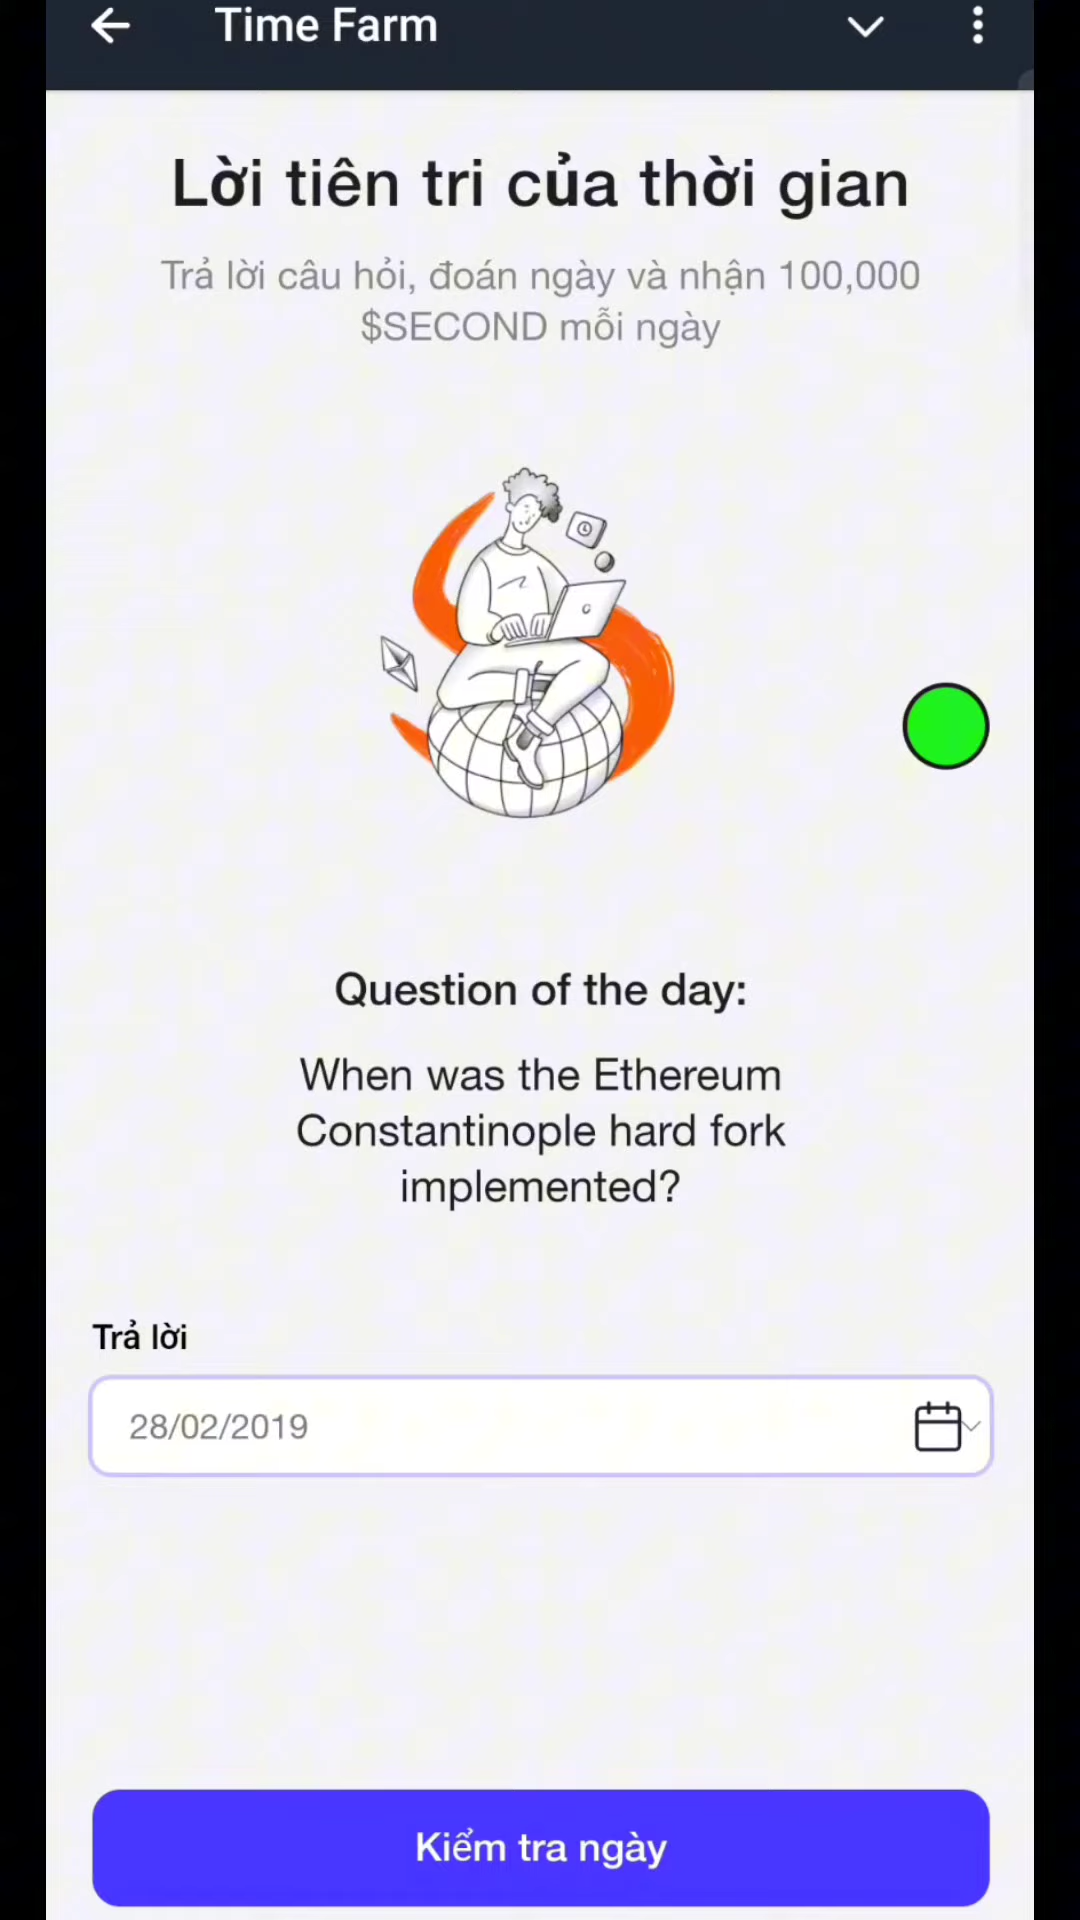 Time Farm
Lời tiên tri của thời gian
Trả lời câu hỏi, đoán ngày và nhận 100,000
$SECOND mỗi ngày
Question of the day:
When was the Ethereum
Constantinople hard fork
implemented?
Trả lời
28/02/2019
Kiểm tra ngày